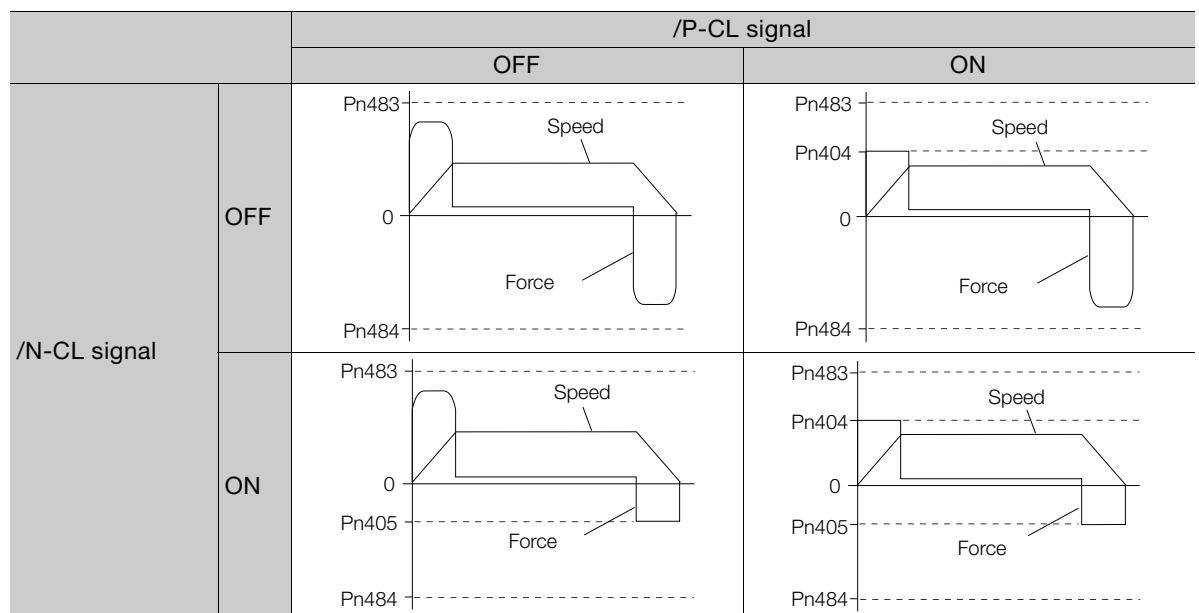 /P-CL signal
OFF
ON
/N-CL signal
OFF
Pn483
Speed
0
Force
Pn484
Pn483
Pn404
Speed
0
Force
Pn484
ON
Pn483
Speed
0
Pn405
Force
Pn484
Pn483
Pn404
Speed
0
Pn405
Force
Pn484